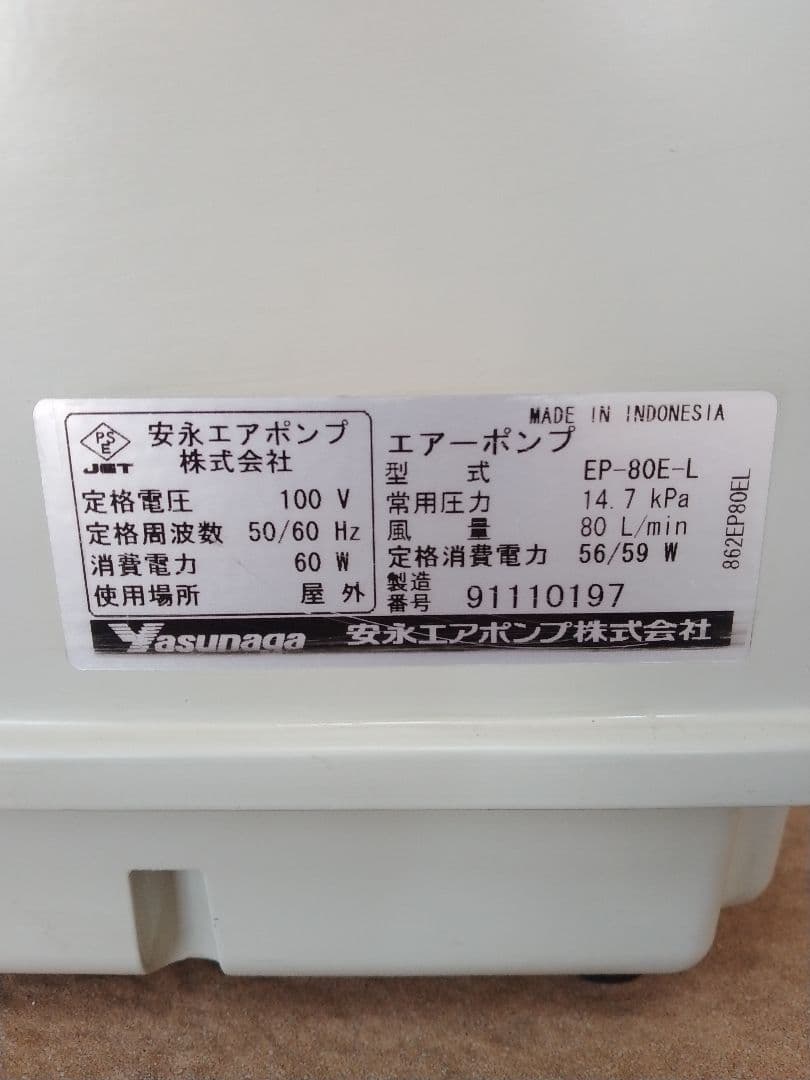 PSE
JET
安永エアポンプ
株式会社
定格電圧 100 V
定格周波数 50/60 Hz
消費電力 60 W
使用場所 屋 外
MADE IN INDONESIA
エアーポンプ
型 式 EP-80E-L
常用圧力 14.7 kPa
風 量 80 L/min
定格消費電力 56/59 W
製造
番号 91110197
862EP80EL
Yasunaga 安永エアポンプ株式会社